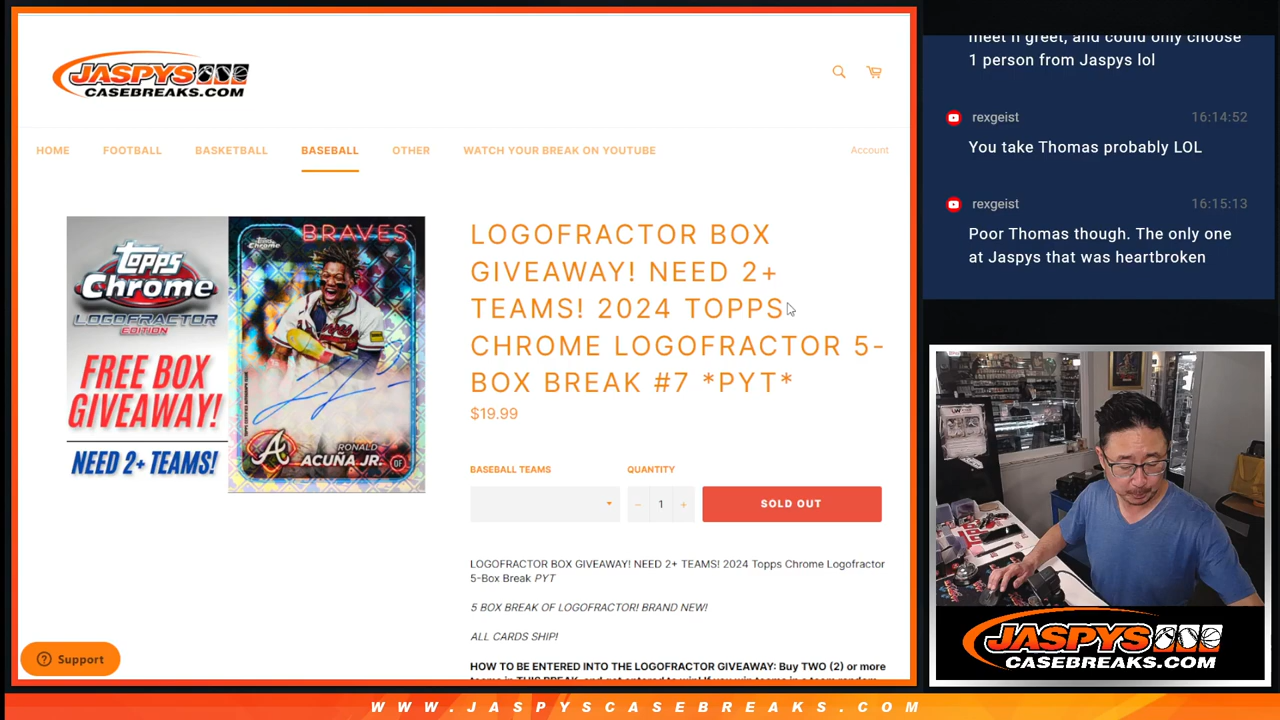 JASPYS
CASEBREAKS.COM
HOME FOOTBALL BASKETBALL BASEBALL OTHER WATCH YOUR BREAK ON YOUTUBE Account
Topps
Chrome
LOGOFRACTOR
EDITION
FREE BOX
GIVEAWAY!
NEED 2+ TEAMS!
BRAVES
Topps
Chrome
RONALD
ACUÑA JR. OF
LOGOFRACTOR BOX
GIVEAWAY! NEED 2+
TEAMS! 2024 TOPPS
CHROME LOGOFRACTOR 5-
BOX BREAK #7 *PYT*
$19.99
BASEBALL TEAMS QUANTITY
− 1 + SOLD OUT
LOGOFRACTOR BOX GIVEAWAY! NEED 2+ TEAMS! 2024 Topps Chrome Logofractor
5-Box Break PYT
5 BOX BREAK OF LOGOFRACTOR! BRAND NEW!
ALL CARDS SHIP!
HOW TO BE ENTERED INTO THE LOGOFRACTOR GIVEAWAY: Buy TWO (2) or more
Support
meet n greet, and could only choose
1 person from Jaspys lol
rexgeist 16:14:52
You take Thomas probably LOL
rexgeist 16:15:13
Poor Thomas though. The only one
at Jaspys that was heartbroken
JASPYS
CASEBREAKS.COM
WWW.JASPYSCASEBREAKS.COM